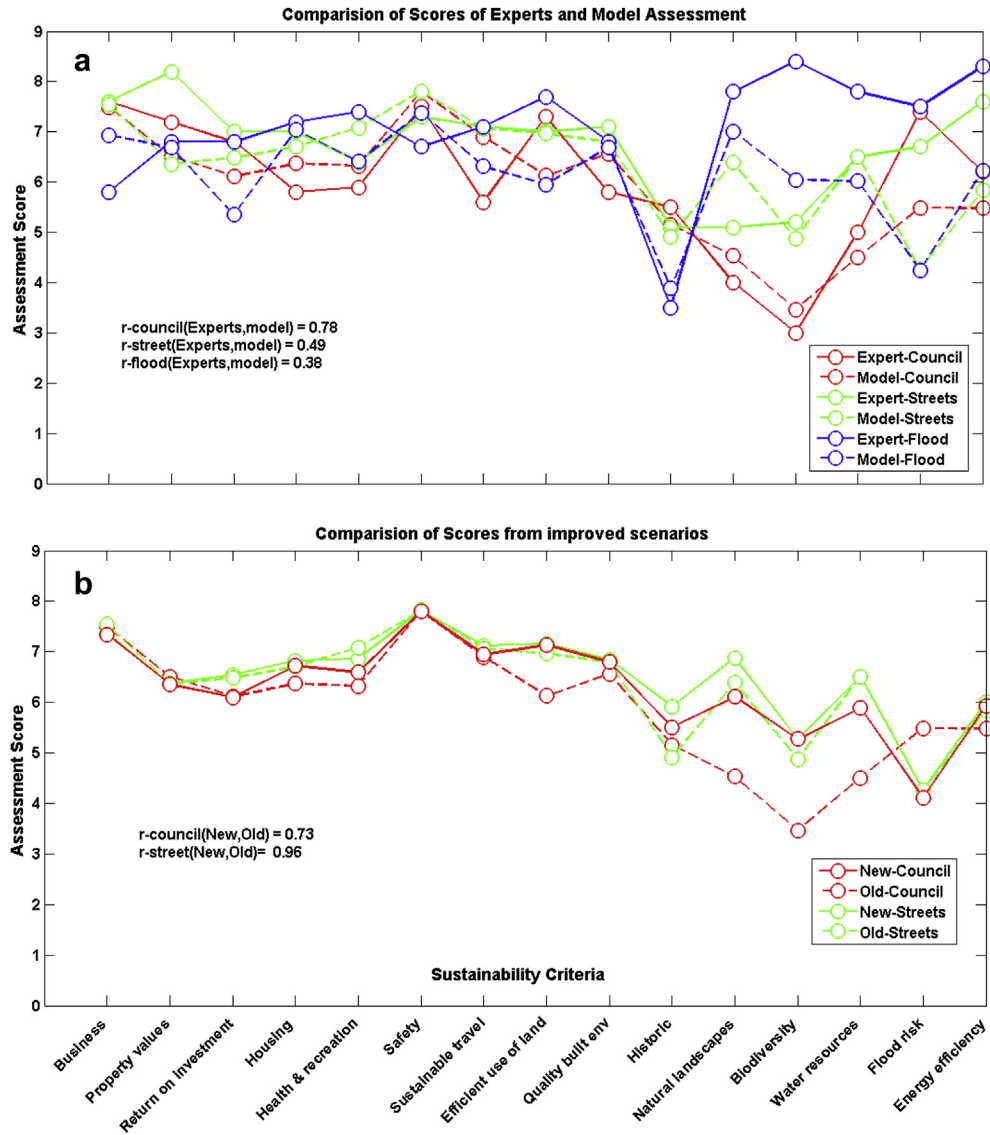 Comparision of Scores of Experts and Model Assessment
a
Assessment Score
9
8
7
6
5
4
3
2
1
0
r-council(Experts,model) = 0.78
r-street(Experts,model) = 0.49
r-flood(Experts,model) = 0.38
Expert-Council
Model-Council
Expert-Streets
Model-Streets
Expert-Flood
Model-Flood
Comparision of Scores from improved scenarios
b
Assessment Score
9
8
7
6
5
4
3
2
1
0
r-council(New,Old) = 0.73
r-street(New,Old)= 0.96
New-Council
Old-Council
New-Streets
Old-Streets
Sustainability Criteria
Business
Property values
Return on investment
Housing
Health & recreation
Safety
Sustainable travel
Efficient use of land
Quality built env
Historic
Natural landscapes
Biodiversity
Water resources
Flood risk
Energy efficiency